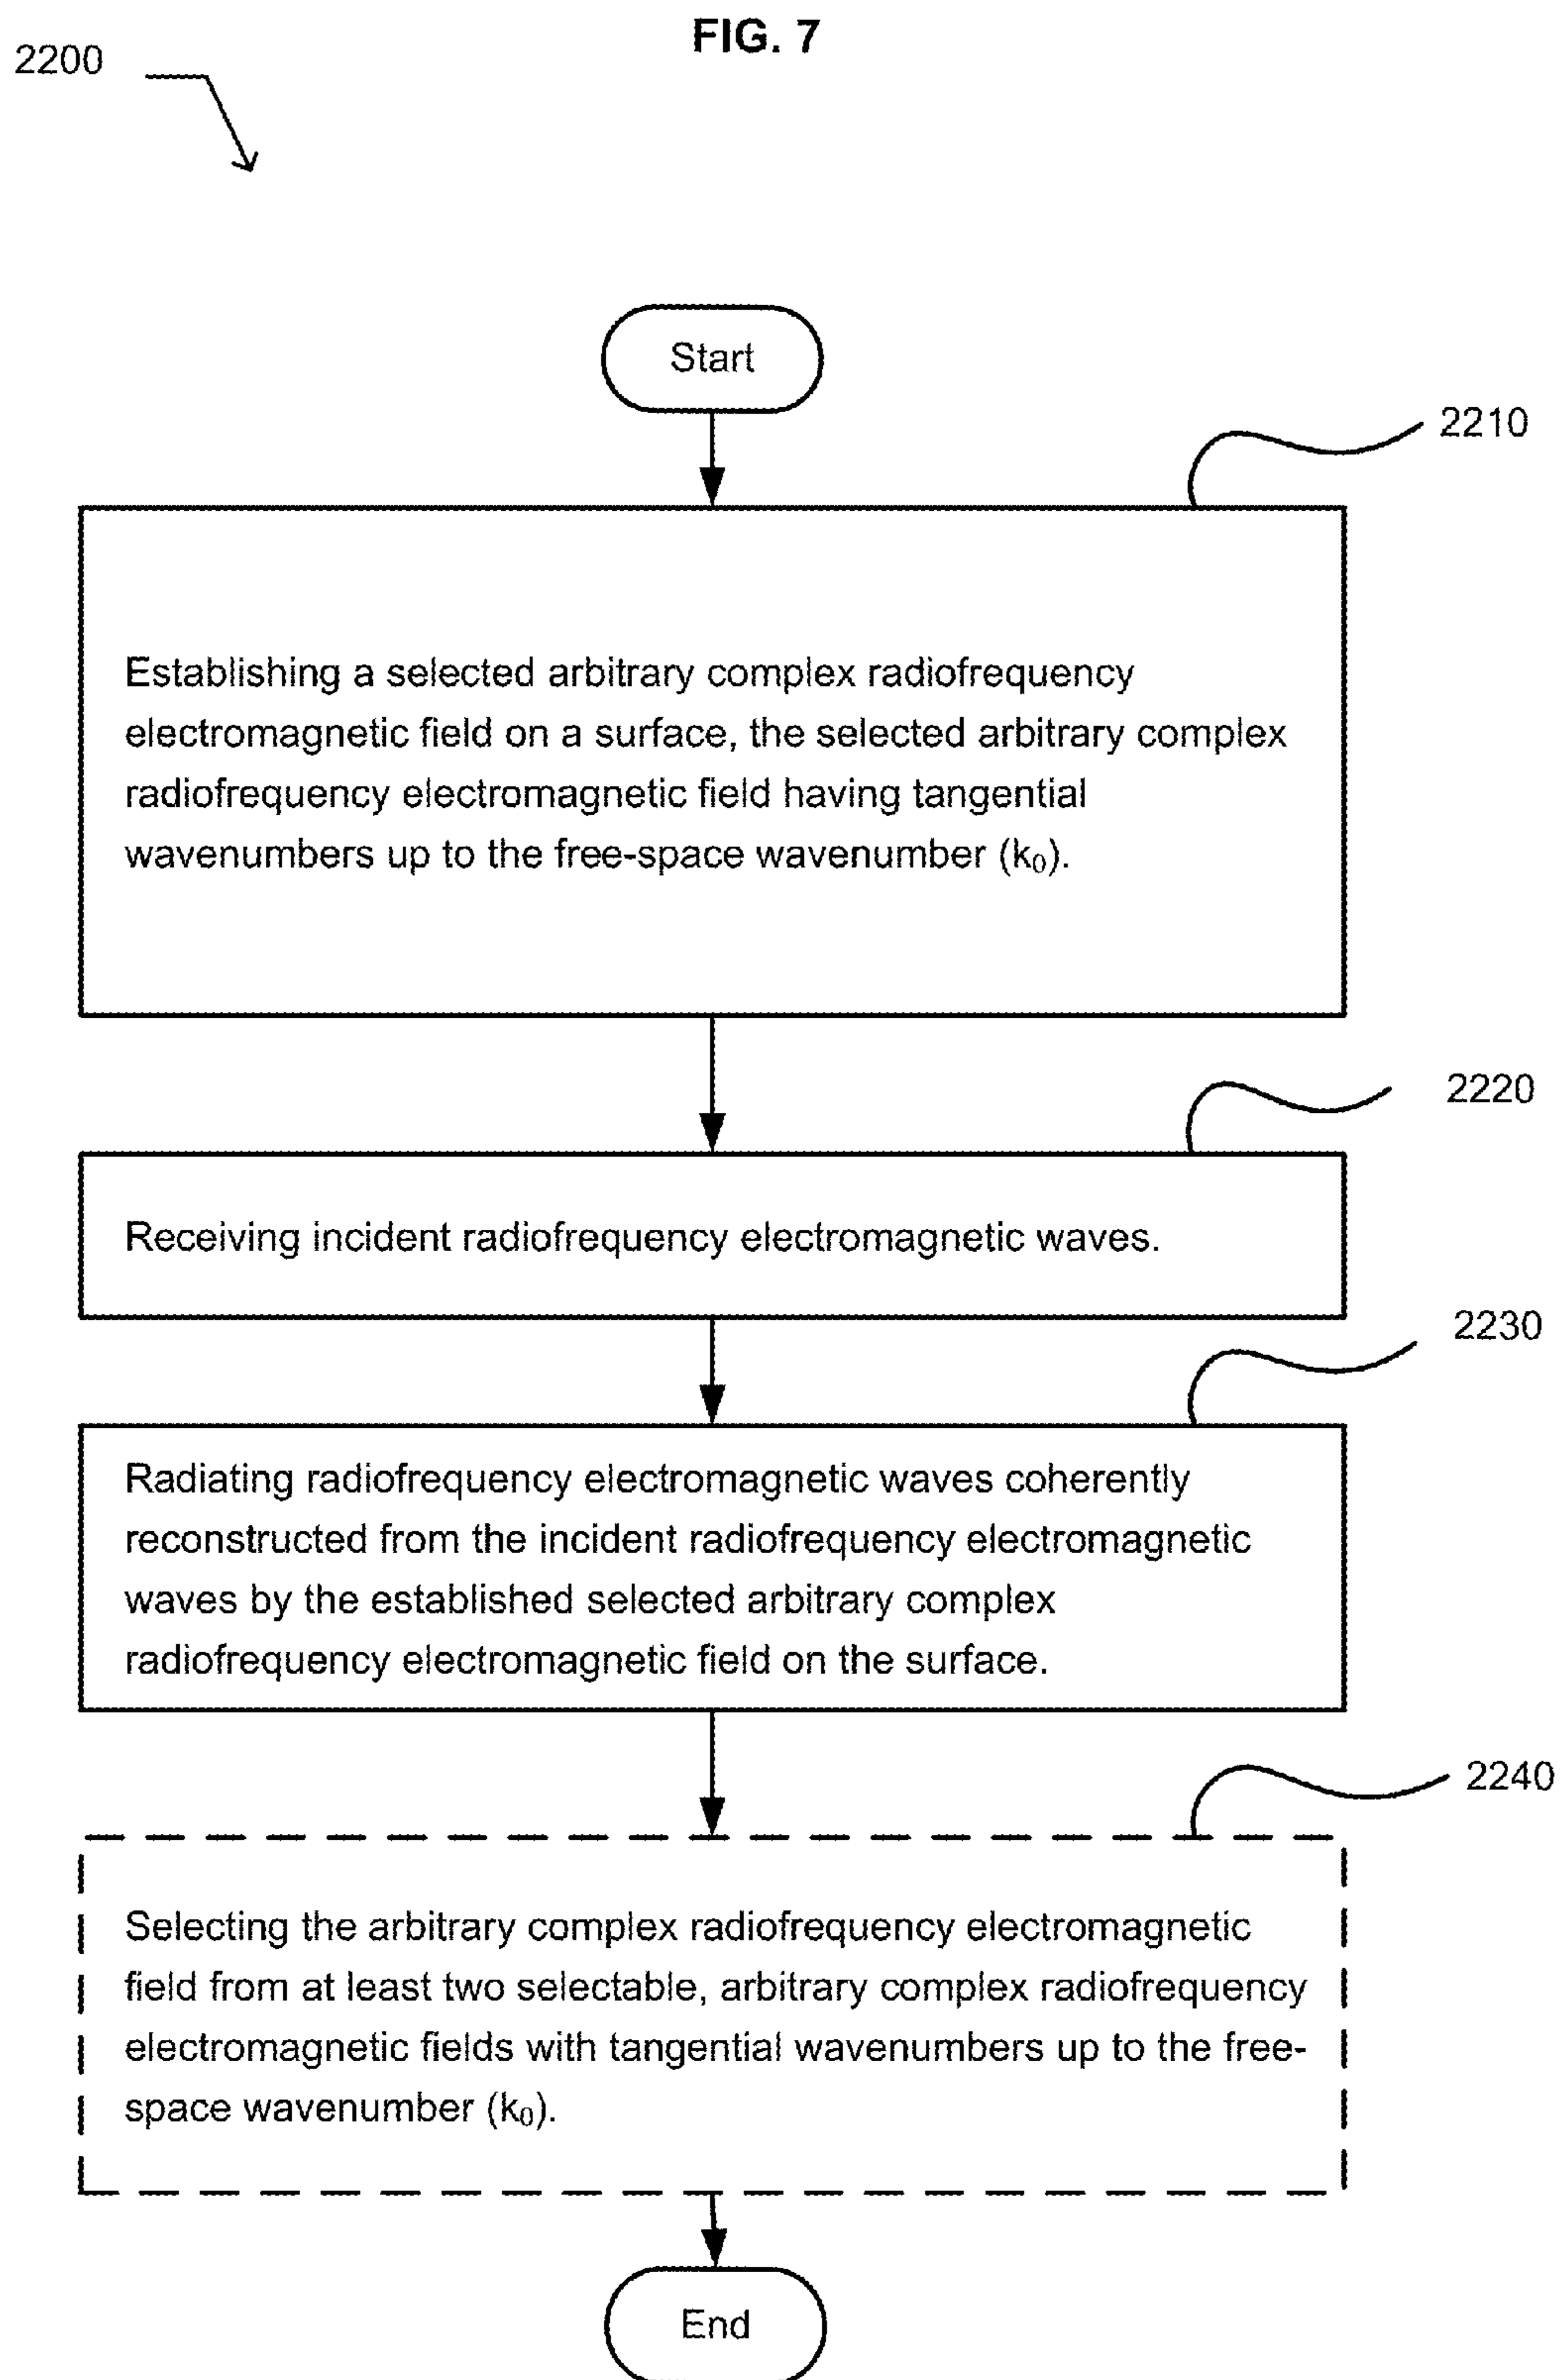 FIG. 7
2200
Start
2210
Establishing a selected arbitrary complex radiofrequency
electromagnetic field on a surface, the selected arbitrary complex
radiofrequency electromagnetic field having tangential
wavenumbers up to the free-space wavenumber (k₀).
2220
Receiving incident radiofrequency electromagnetic waves.
2230
Radiating radiofrequency electromagnetic waves coherently
reconstructed from the incident radiofrequency electromagnetic
waves by the established selected arbitrary complex
radiofrequency electromagnetic field on the surface.
2240
Selecting the arbitrary complex radiofrequency electromagnetic
field from at least two selectable, arbitrary complex radiofrequency
electromagnetic fields with tangential wavenumbers up to the free-
space wavenumber (k₀).
End